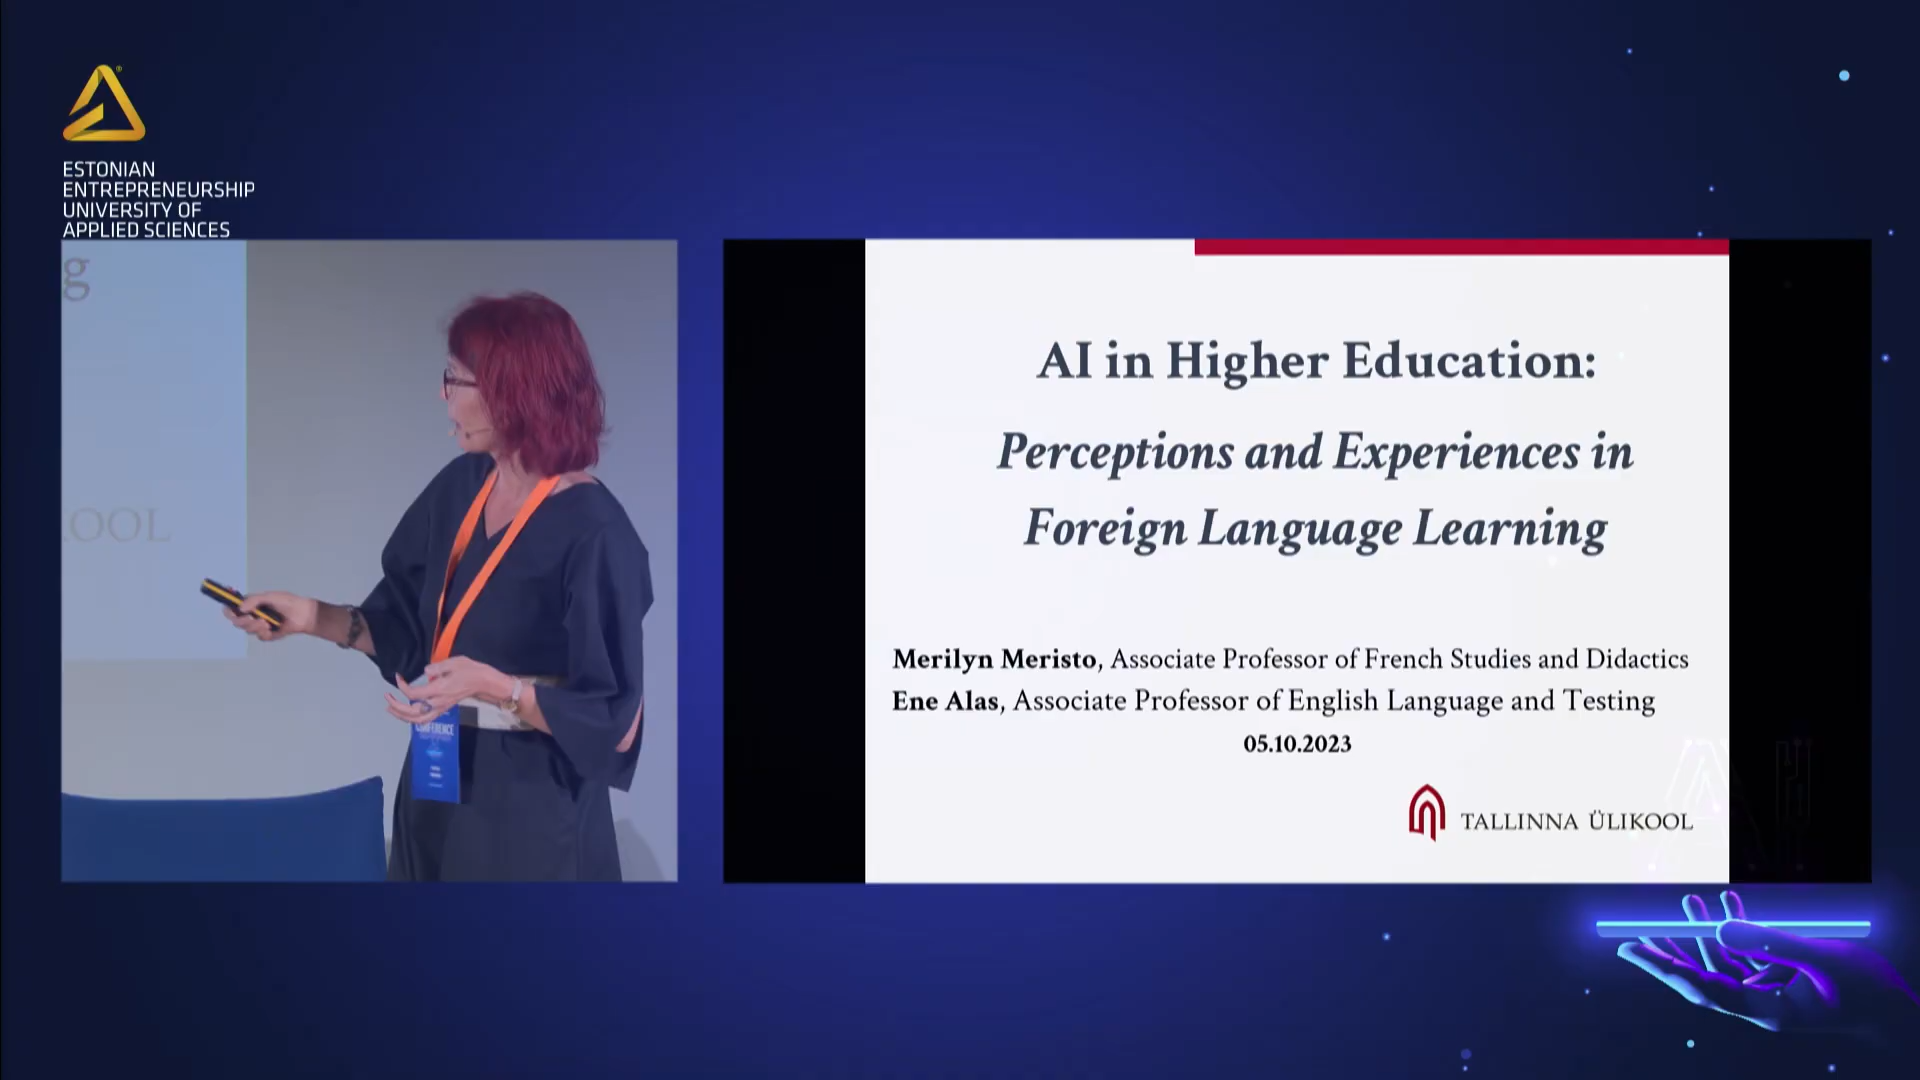 ESTONIAN
ENTREPRENEURSHIP
UNIVERSITY OF
APPLIED SCIENCES
g
KOOL
CONFERENCE
AI in Higher Education:
Perceptions and Experiences in
Foreign Language Learning
Merilyn Meristo, Associate Professor of French Studies and Didactics
Ene Alas, Associate Professor of English Language and Testing
05.10.2023
TALLINNA ÜLIKOOL